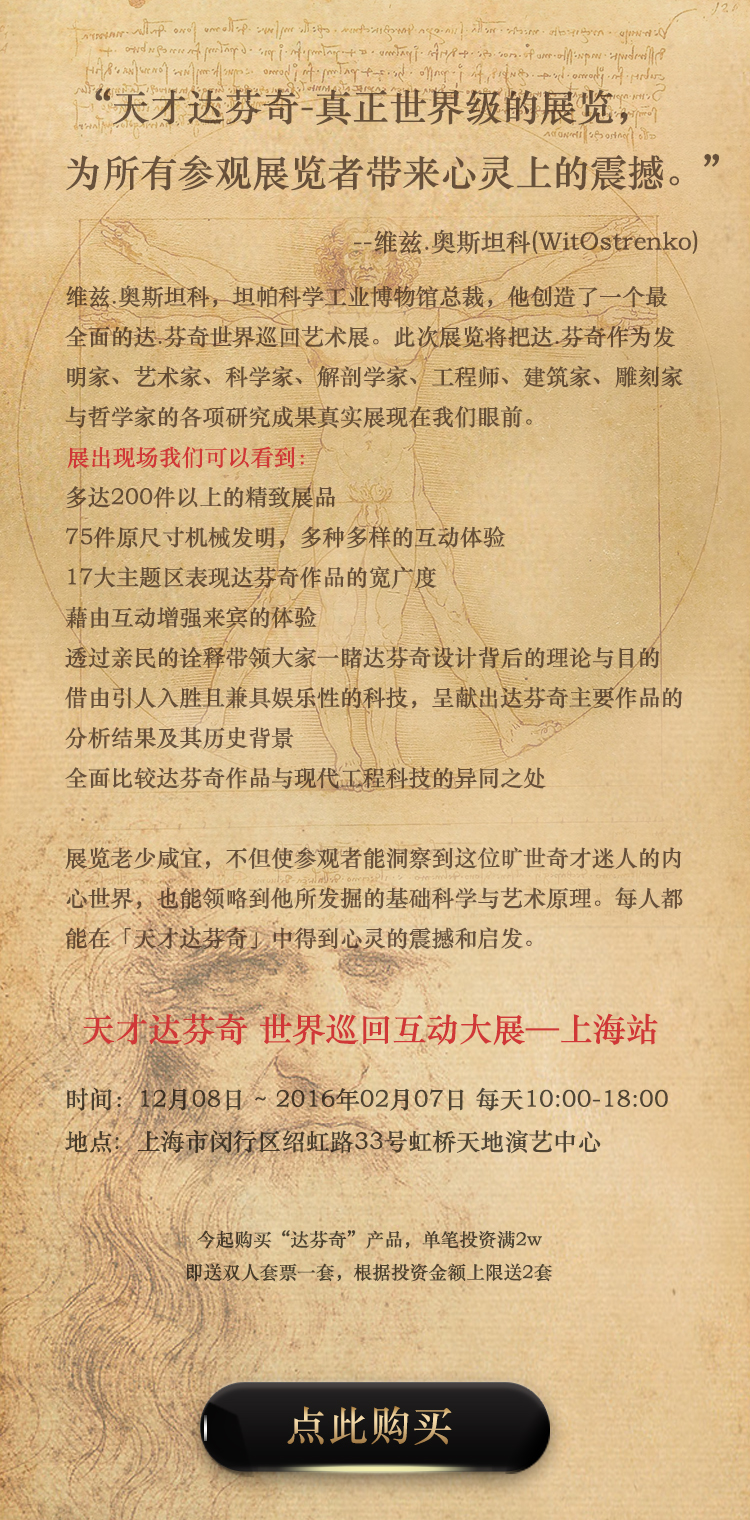 “天才达芬奇-真正世界级的展览，
为所有参观展览者带来心灵上的震撼。”
--维兹.奥斯坦科(WitOstrenko)
维兹.奥斯坦科，坦帕科学工业博物馆总裁，他创造了一个最
全面的达.芬奇世界巡回艺术展。此次展览将把达.芬奇作为发
明家、艺术家、科学家、解剖学家、工程师、建筑家、雕刻家
与哲学家的各项研究成果真实展现在我们眼前。
展出现场我们可以看到：
多达200件以上的精致展品
75件原尺寸机械发明，多种多样的互动体验
17大主题区表现达芬奇作品的宽广度
藉由互动增强来宾的体验
透过亲民的诠释带领大家一睹达芬奇设计背后的理论与目的
借由引人入胜且兼具娱乐性的科技，呈献出达芬奇主要作品的
分析结果及其历史背景
全面比较达芬奇作品与现代工程科技的异同之处
展览老少咸宜，不但使参观者能洞察到这位旷世奇才迷人的内
心世界，也能领略到他所发掘的基础科学与艺术原理。每人都
能在「天才达芬奇」中得到心灵的震撼和启发。
天才达芬奇 世界巡回互动大展—上海站
时间：12月08日 ~ 2016年02月07日 每天10:00-18:00
地点：上海市闵行区绍虹路33号虹桥天地演艺中心
今起购买“达芬奇”产品，单笔投资满2w
即送双人套票一套，根据投资金额上限送2套
点此购买